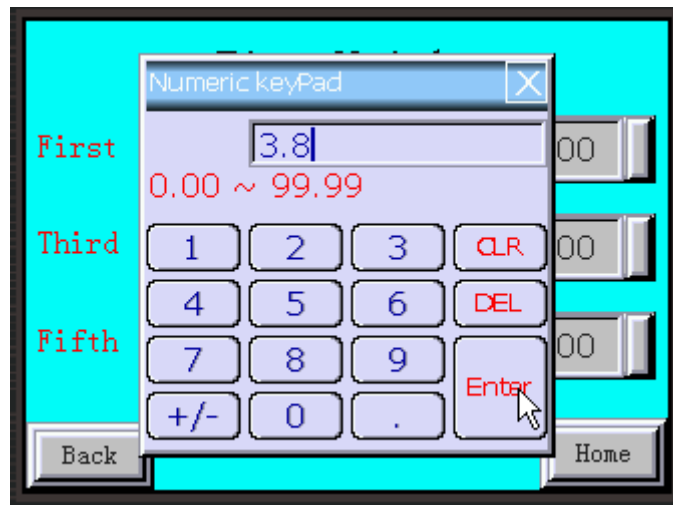 Numeric keyPad
3.8
First
00
0.00 ~ 99.99
Third
1 2 3 CLR
00
4 5 6 DEL
Fifth
00
7 8 9
Enter
+/- 0 .
Back
Home